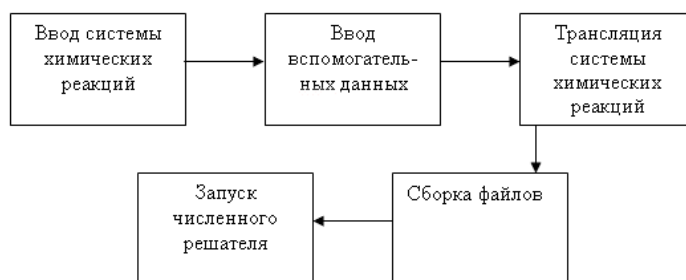 Ввод системы
химических
реакций
Ввод
вспомогатель-
ных данных
Трансляция
системы
химических
реакций
Сборка файлов
Запуск
численного
решателя